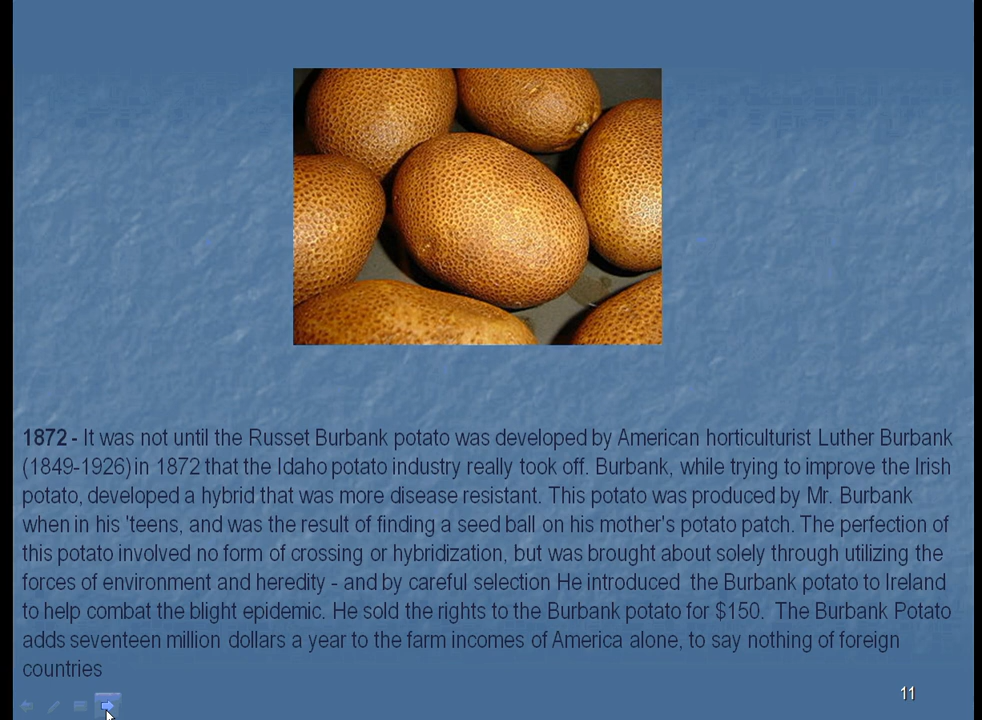 1872 - It was not until the Russet Burbank potato was developed by American horticulturist Luther Burbank
(1849-1926)in 1872 that the Idaho potato industry really took off. Burbank, while trying to improve the Irish
potato, developed a hybrid that was more disease resistant. This potato was produced by Mr. Burbank
when in his 'teens, and was the result of finding a seed ball on his mother's potato patch. The perfection of
this potato involved no form of crossing or hybridization, but was brought about solely through utilizing the
forces of environment and heredity - and by careful selection He introduced the Burbank potato to Ireland
to help combat the blight epidemic. He sold the rights to the Burbank potato for $150. The Burbank Potato
adds seventeen million dollars a year to the farm incomes of America alone, to say nothing of foreign
countries
11